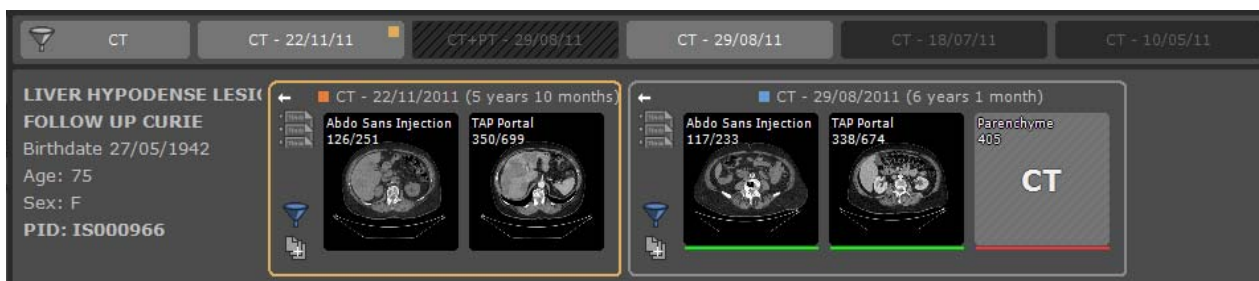 CT
CT - 22/11/11
CT+PT - 29/08/11
CT - 29/08/11
CT - 18/07/11
CT - 10/05/11
LIVER HYPODENSE LESI
FOLLOW UP CURIE
Birthdate 27/05/1942
Age: 75
Sex: F
PID: IS000966
CT - 22/11/2011 (5 years 10 months)
Abdo Sans Injection
126/251
TAP Portal
350/699
CT - 29/08/2011 (6 years 1 month)
Abdo Sans Injection
117/233
TAP Portal
338/674
Parenchyme
405
CT